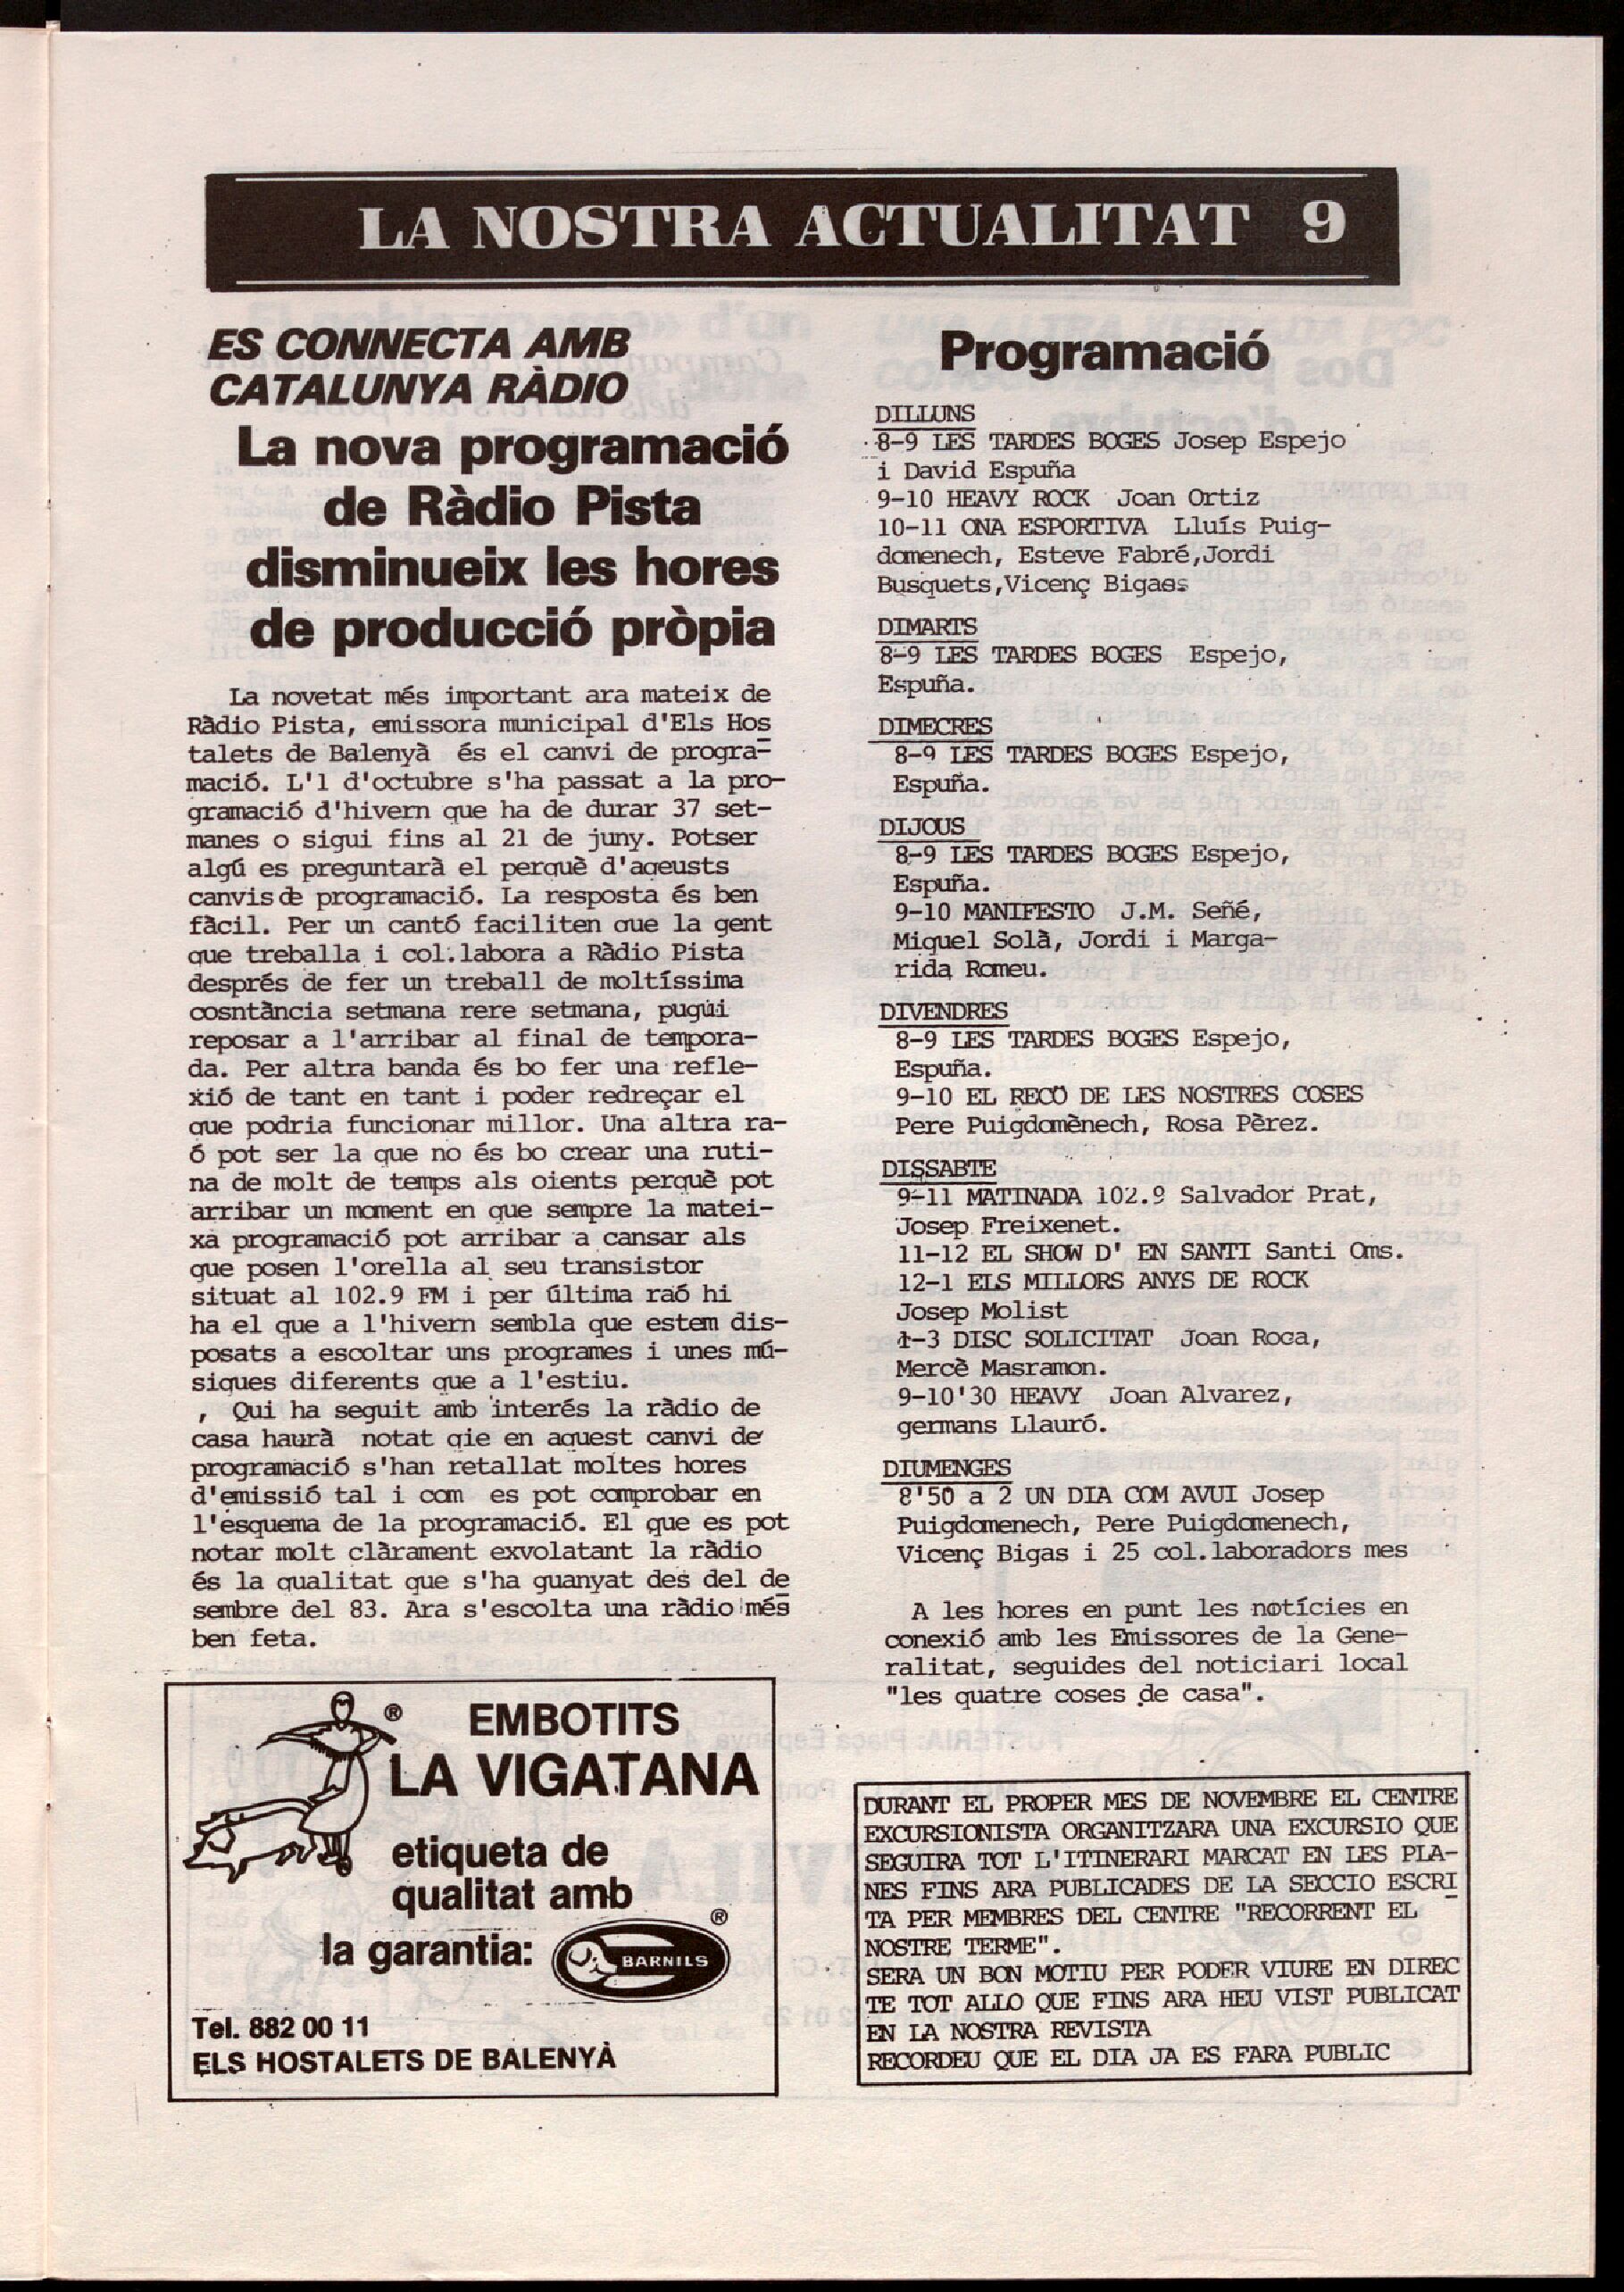 LA NOSTRA ACTUALITAT 9
ES CONNECTA AMB
CATALUNYA RÀDIO
La nova programació
de Ràdio Pista
disminueix les hores
de producció pròpia
La novetat més important ara mateix de
Ràdio Pista, emissora municipal d'Els Hos
talets de Balenyà és el canvi de progra-
mació. L'1 d'octubre s'ha passat a la pro-
gramació d'hivern que ha de durar 37 set-
manes o sigui fins al 21 de juny. Potser
algú es preguntarà el perquè d'aqeusts
canvis de programació. La resposta és ben
fàcil. Per un cantó faciliten que la gent
que treballa i col.labora a Ràdio Pista
després de fer un treball de moltíssima
cosntància setmana rere setmana, pugui
reposar a l'arribar al final de tempora-
da. Per altra banda és bo fer una refle-
xió de tant en tant i poder redreçar el
que podria funcionar millor. Una altra ra-
ó pot ser la que no és bo crear una ruti-
na de molt de temps als oients perquè pot
arribar un moment en que sempre la matei-
xa programació pot arribar a cansar als
que posen l'orella al seu transistor
situat al 102.9 FM i per última raó hi
ha el que a l'hivern sembla que estem dis-
posats a escoltar uns programes i unes mú-
siques diferents que a l'estiu.
, Qui ha seguit amb interés la ràdio de
casa haurà notat qie en aquest canvi de
programació s'han retallat moltes hores
d'emissió tal i com es pot comprobar en
l'esquema de la programació. El que es pot
notar molt clàrament exvolatant la ràdio
és la qualitat que s'ha guanyat des del de
sembre del 83. Ara s'escolta una ràdio més
ben feta.
EMBOTITS
LA VIGATANA
etiqueta de
qualitat amb
la garantia:
BARNILS
Tel. 882 00 11
ELS HOSTALETS DE BALENYÀ
Programació
DILLUNS
8-9 LES TARDES BOGES Josep Espejo
i David Espuña
9-10 HEAVY ROCK Joan Ortiz
10-11 ONA ESPORTIVA Lluís Puig-
domenech, Esteve Fabré,Jordi
Busquets,Vicenç Bigas.
DIMARTS
8-9 LES TARDES BOGES Espejo,
Espuña.
DIMECRES
8-9 LES TARDES BOGES Espejo,
Espuña.
DIJOUS
8-9 LES TARDES BOGES Espejo,
Espuña.
9-10 MANIFESTO J.M. Señé,
Miquel Solà, Jordi i Marga-
rida Romeu.
DIVENDRES
8-9 LES TARDES BOGES Espejo,
Espuña.
9-10 EL RECO DE LES NOSTRES COSES
Pere Puigdomènech, Rosa Pèrez.
DISSABTE
9-11 MATINADA 102.9 Salvador Prat,
Josep Freixenet.
11-12 EL SHOW D' EN SANTI Santi Oms.
12-1 ELS MILLORS ANYS DE ROCK
Josep Molist
1-3 DISC SOLICITAT Joan Roca,
Mercè Masramon.
9-10'30 HEAVY Joan Alvarez,
germans Llauró.
DIUMENGES
8'50 a 2 UN DIA COM AVUI Josep
Puigdomenech, Pere Puigdomenech,
Vicenç Bigas i 25 col.laboradors mes
A les hores en punt les notícies en
conexió amb les Emissores de la Gene-
ralitat, seguides del noticiari local
"les quatre coses de casa".
DURANT EL PROPER MES DE NOVEMBRE EL CENTRE
EXCURSIONISTA ORGANITZARA UNA EXCURSIO QUE
SEGUIRA TOT L'ITINERARI MARCAT EN LES PLA-
NES FINS ARA PUBLICADES DE LA SECCIO ESCRI
TA PER MEMBRES DEL CENTRE "RECORRENT EL
NOSTRE TERME".
SERA UN BON MOTIU PER PODER VIURE EN DIREC
TE TOT ALLO QUE FINS ARA HEU VIST PUBLICAT
EN LA NOSTRA REVISTA
RECORDEU QUE EL DIA JA ES FARA PUBLIC